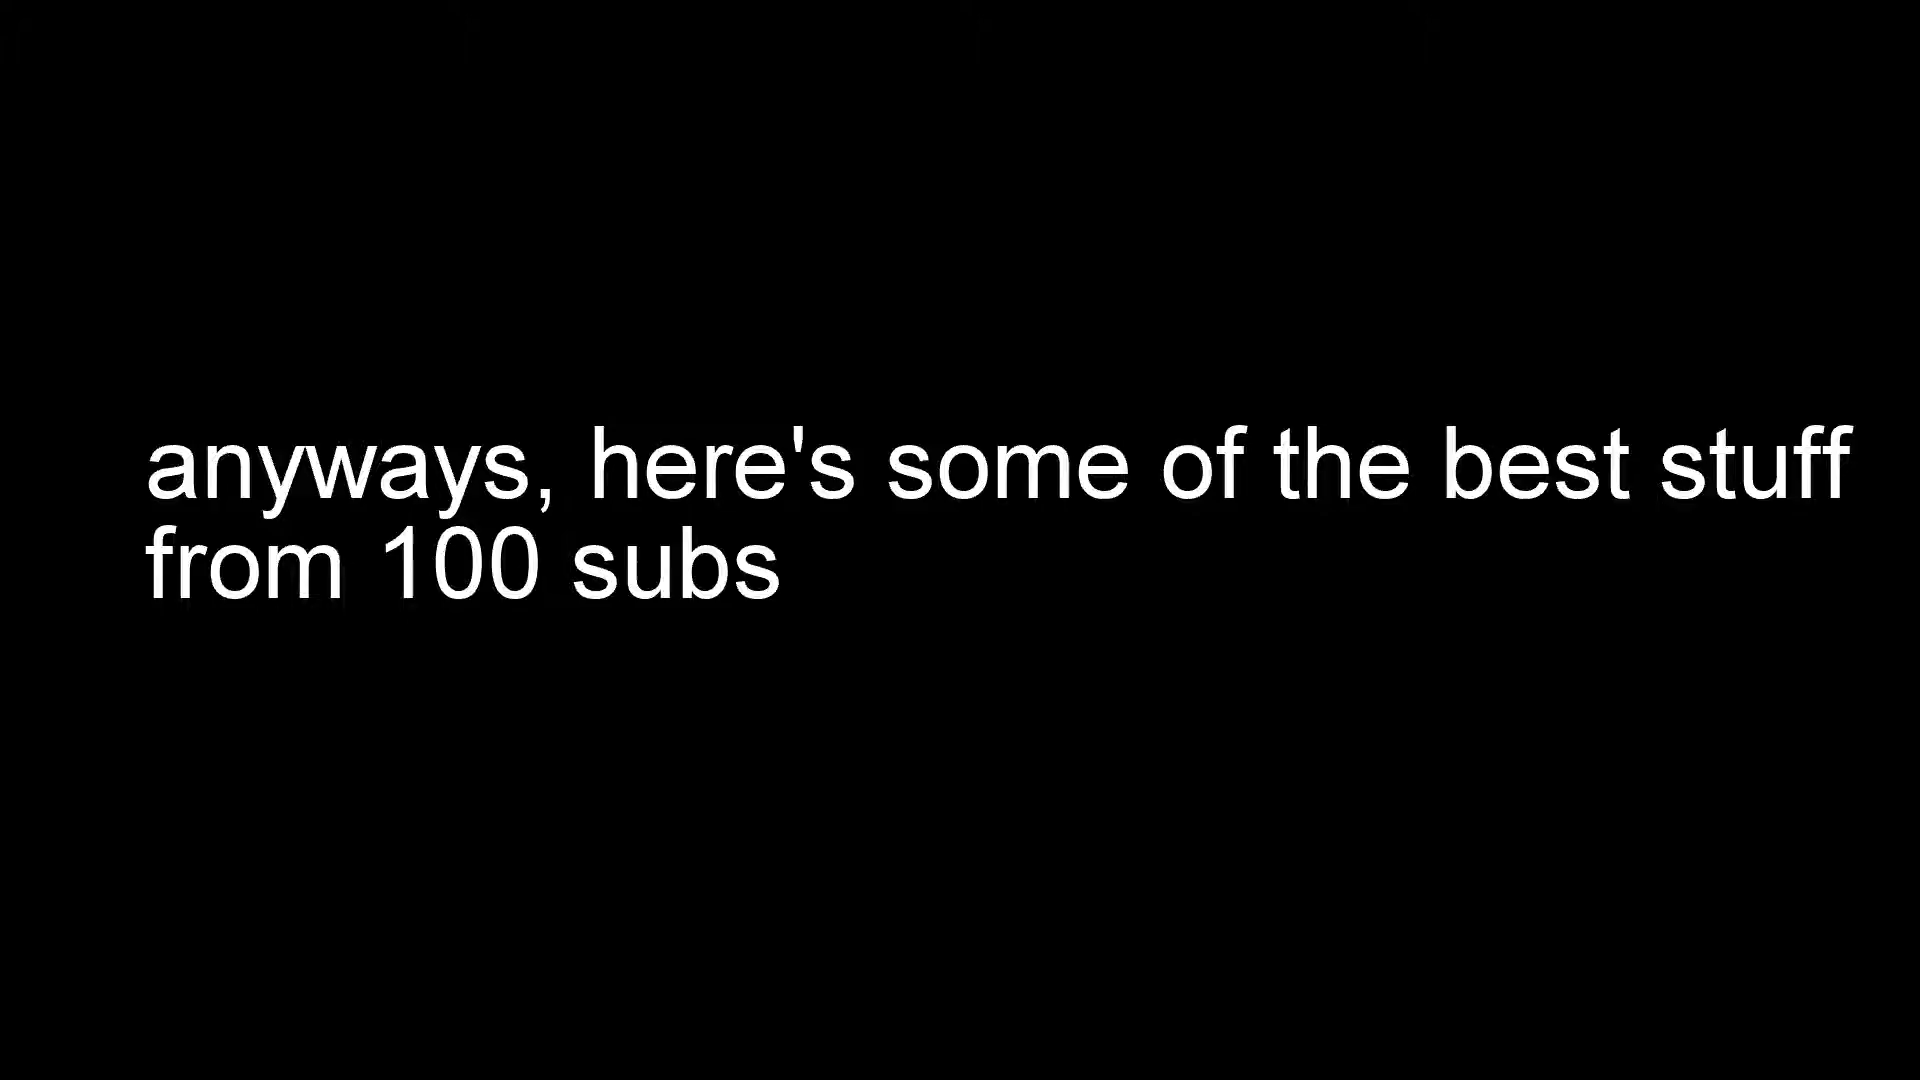 anyways, here's some of the best stuff
from 100 subs